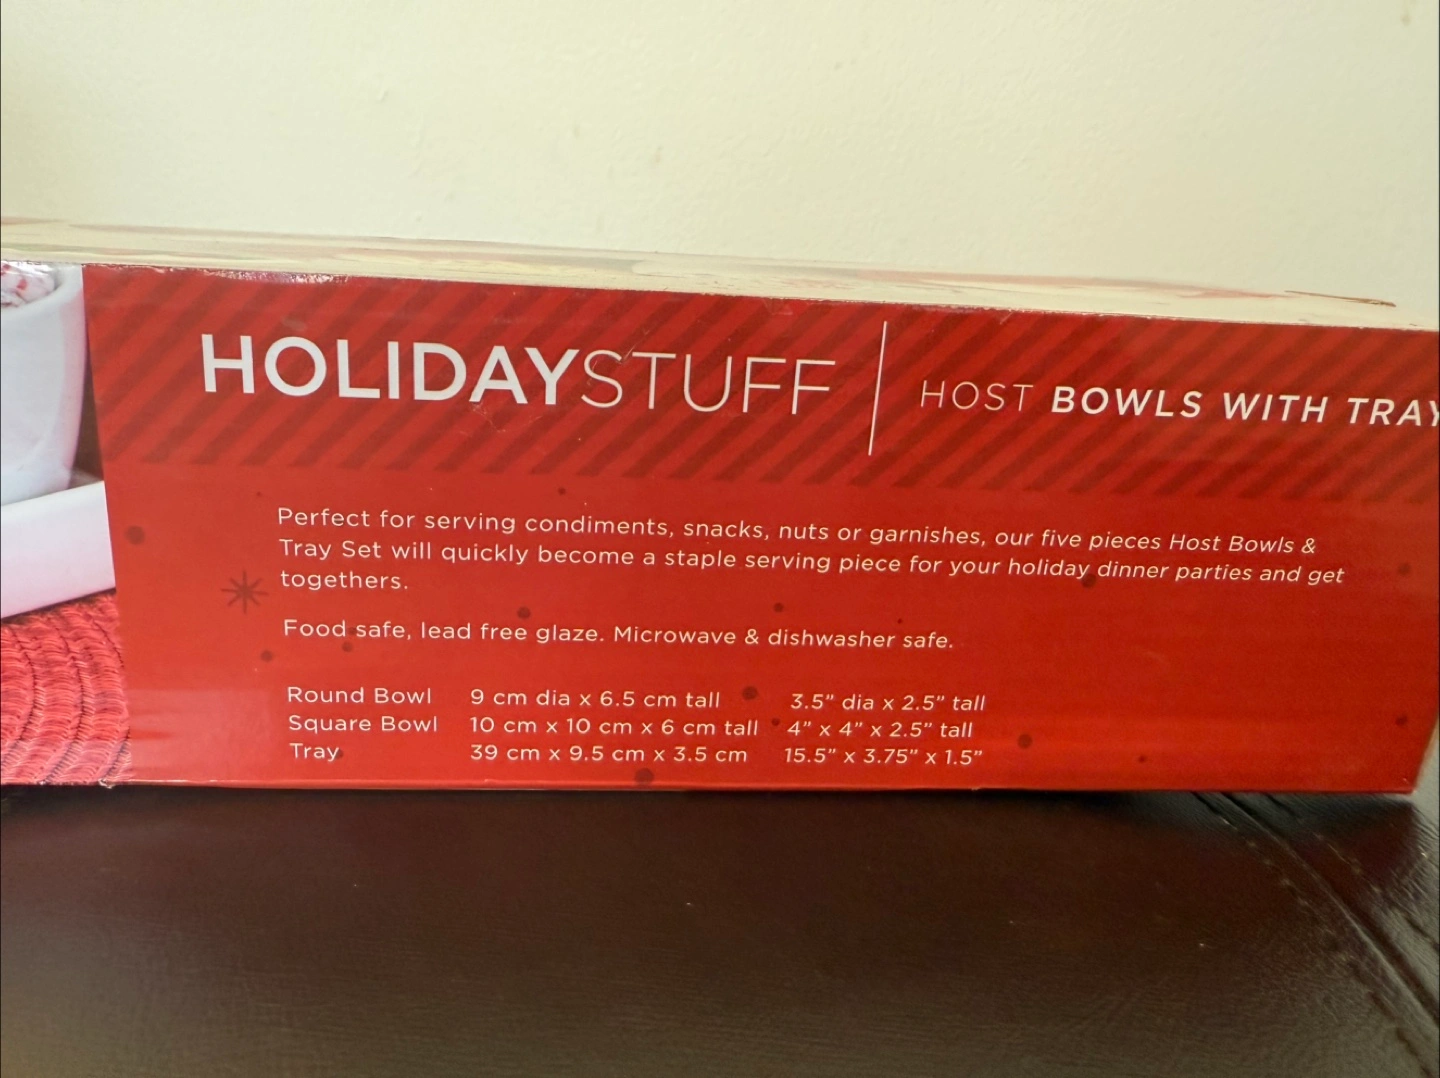 HOLIDAYSTUFF | HOST BOWLS WITH TRAY
Perfect for serving condiments, snacks, nuts or garnishes, our five pieces Host Bowls &
Tray Set will quickly become a staple serving piece for your holiday dinner parties and get
togethers.
Food safe, lead free glaze. Microwave & dishwasher safe.
Round Bowl 9 cm dia x 6.5 cm tall 3.5" dia x 2.5" tall
Square Bowl 10 cm x 10 cm x 6 cm tall 4" x 4" x 2.5" tall
Tray 39 cm x 9.5 cm x 3.5 cm 15.5" x 3.75" x 1.5"